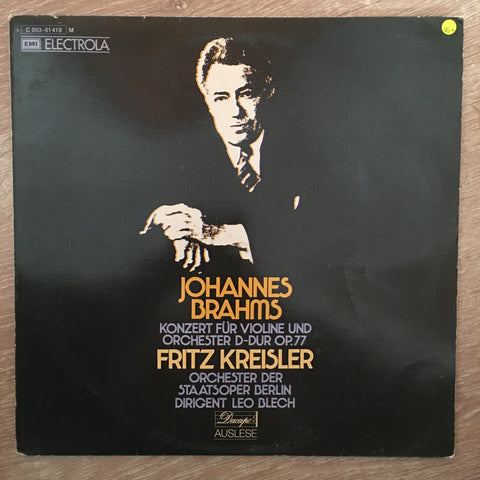 C 053-01 410 M
EMI ELECTROLA
JOHANNES
BRAHMS
KONZERT FÜR VIOLINE UND
ORCHESTER D-DUR OP.77
FRITZ KREISLER
ORCHESTER DER
STAATSOPER BERLIN
DIRIGENT LEO BLECH
Dacapo
AUSLESE